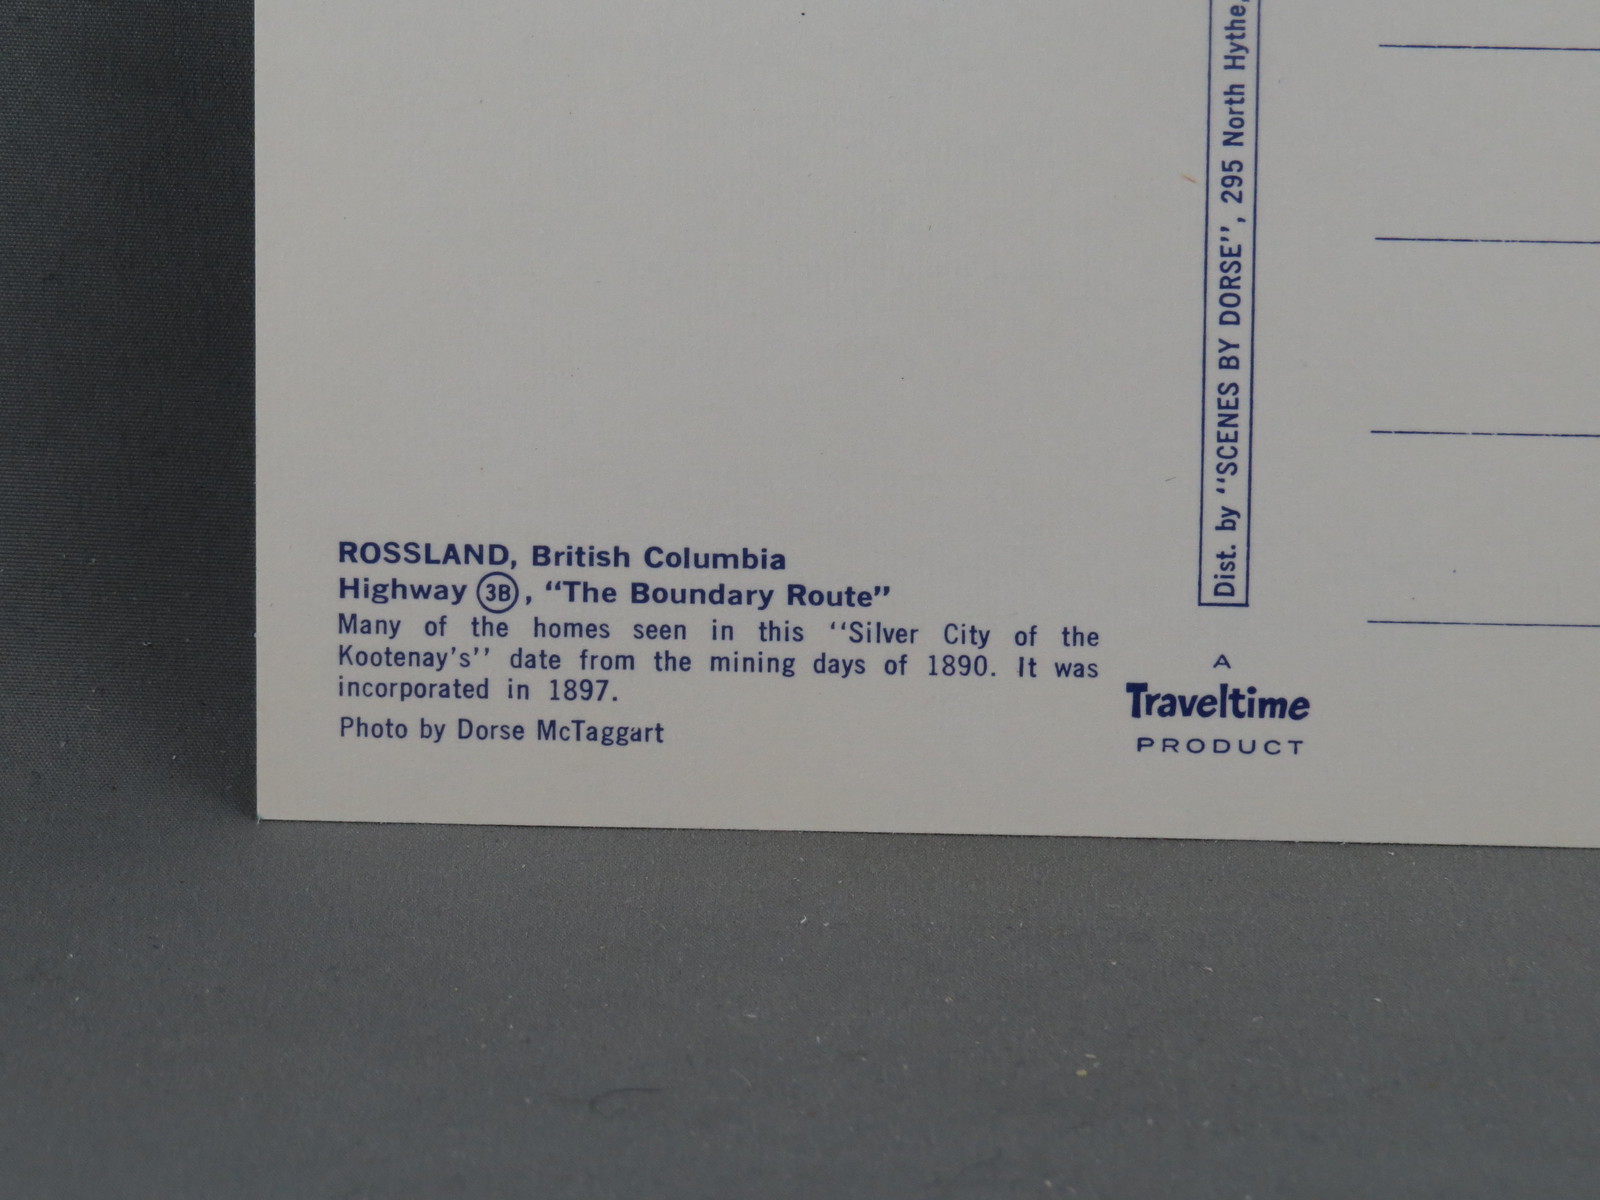 ROSSLAND, British Columbia
Highway 3B, “The Boundary Route”
Many of the homes seen in this ‘‘Silver City of the
Kootenay's’’ date from the mining days of 1890. It was
incorporated in 1897.
Photo by Dorse McTaggart
Dist. by ‘‘SCENES BY DORSE’’, 295 North Hythe,
A
Traveltime
PRODUCT